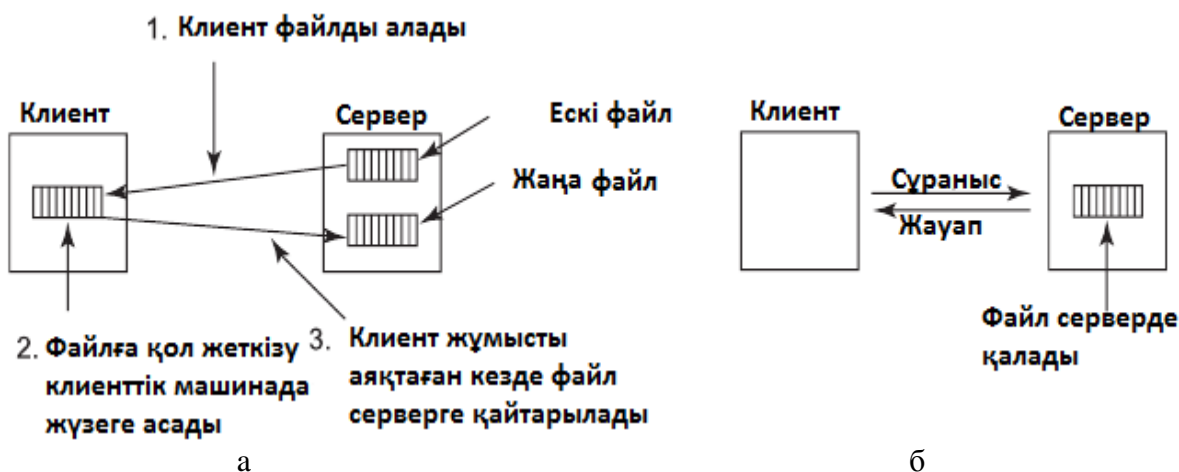 1. Клиент файлды алады
Клиент
Сервер
Ескі файл
Жаңа файл
2. Файлға қол жеткізу
клиенттік машинада
жүзеге асады
3. Клиент жұмысты
аяқтаған кезде файл
серверге қайтарылады
а
Клиент
Сервер
Сұраныс
Жауап
Файл серверде
қалады
б